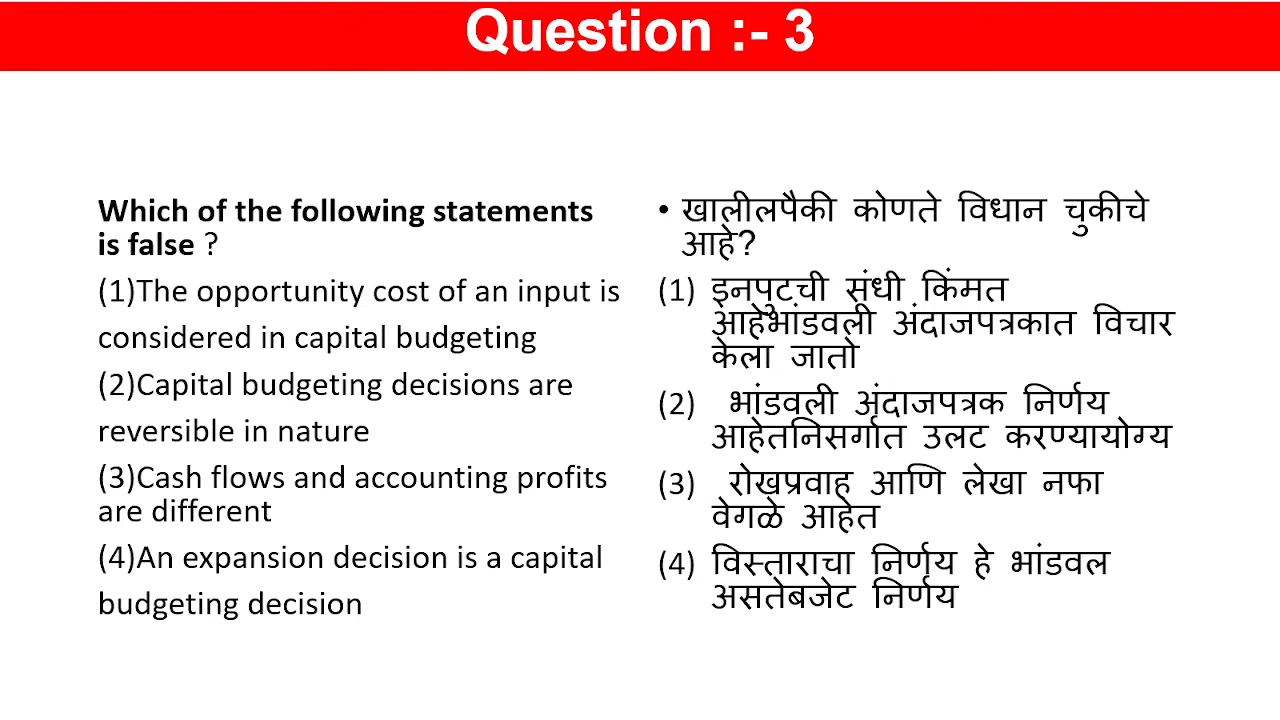 Question :- 3
Which of the following statements
is false ?
(1)The opportunity cost of an input is
considered in capital budgeting
(2)Capital budgeting decisions are
reversible in nature
(3)Cash flows and accounting profits
are different
(4)An expansion decision is a capital
budgeting decision
• खालीलपैकी कोणते विधान चुकीचे
आहे?
(1) इनपुटची संधी किंमत
आहेभांडवली अंदाजपत्रकात विचार
केला जातो
(2) भांडवली अंदाजपत्रक निर्णय
आहेतनिसर्गात उलट करण्यायोग्य
(3) रोखप्रवाह आणि लेखा नफा
वेगळे आहेत
(4) विस्ताराचा निर्णय हे भांडवल
असतेबजेट निर्णय